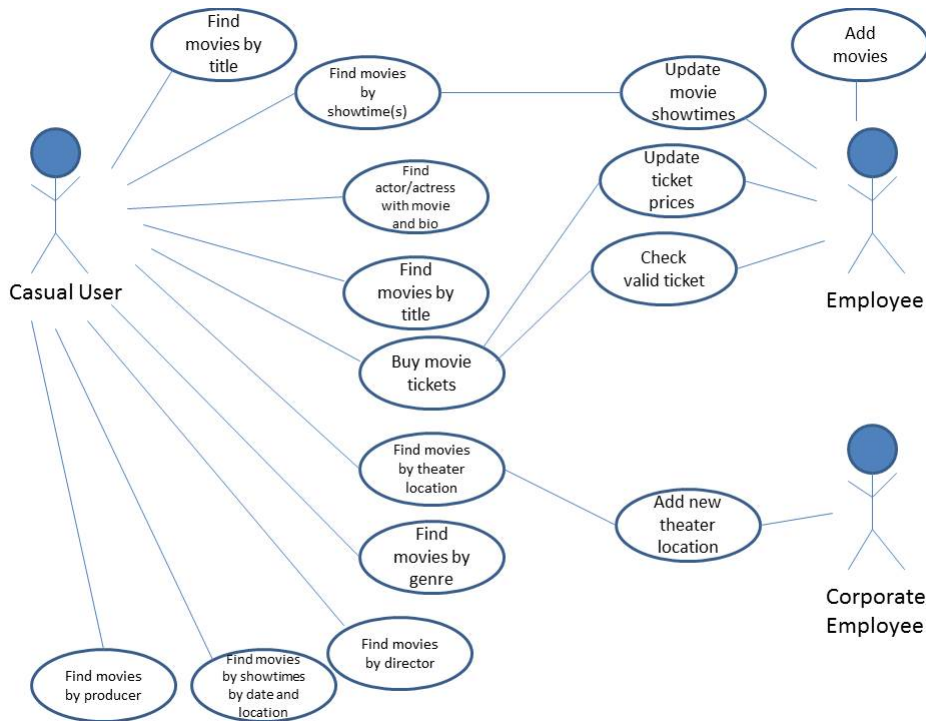 Find
movies by
title
Find movies
by
showtime(s)
Update
movie
showtimes
Add
movies
Find
actor/actress
with movie
and bio
Update
ticket
prices
Casual User
Find
movies by
title
Check
valid ticket
Employee
Buy movie
tickets
Find movies
by theater
location
Add new
theater
location
Find
movies by
genre
Corporate
Employee
Find movies
by producer
Find movies
by showtimes
by date and
location
Find movies
by director